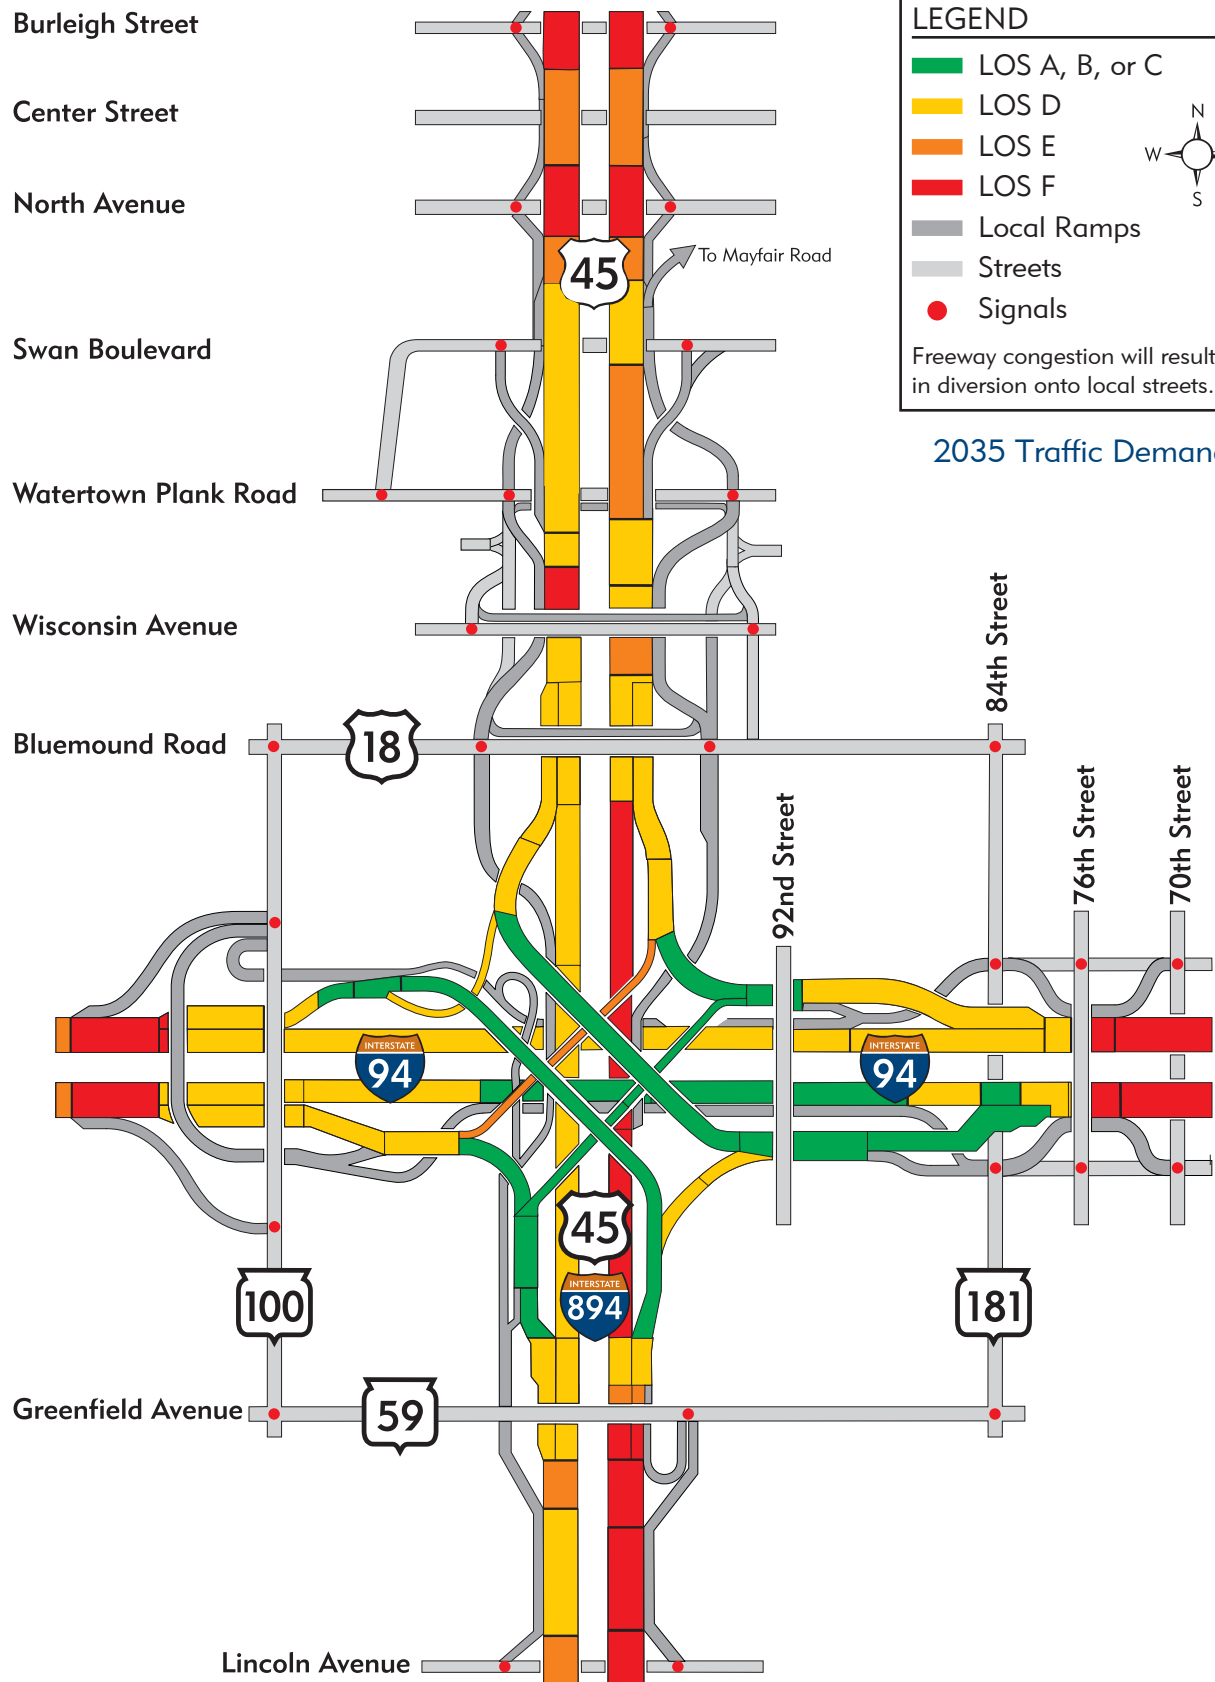 Burleigh Street
Center Street
North Avenue
45
To Mayfair Road
Swan Boulevard
Watertown Plank Road
Wisconsin Avenue
Bluemound Road
18
84th Street
92nd Street
76th Street
70th Street
INTERSTATE
94
INTERSTATE
94
45
INTERSTATE
894
100
181
Greenfield Avenue
59
Lincoln Avenue
LEGEND
LOS A, B, or C
LOS D
LOS E
LOS F
Local Ramps
Streets
Signals
N
W
S
Freeway congestion will result
in diversion onto local streets.
2035 Traffic Deman